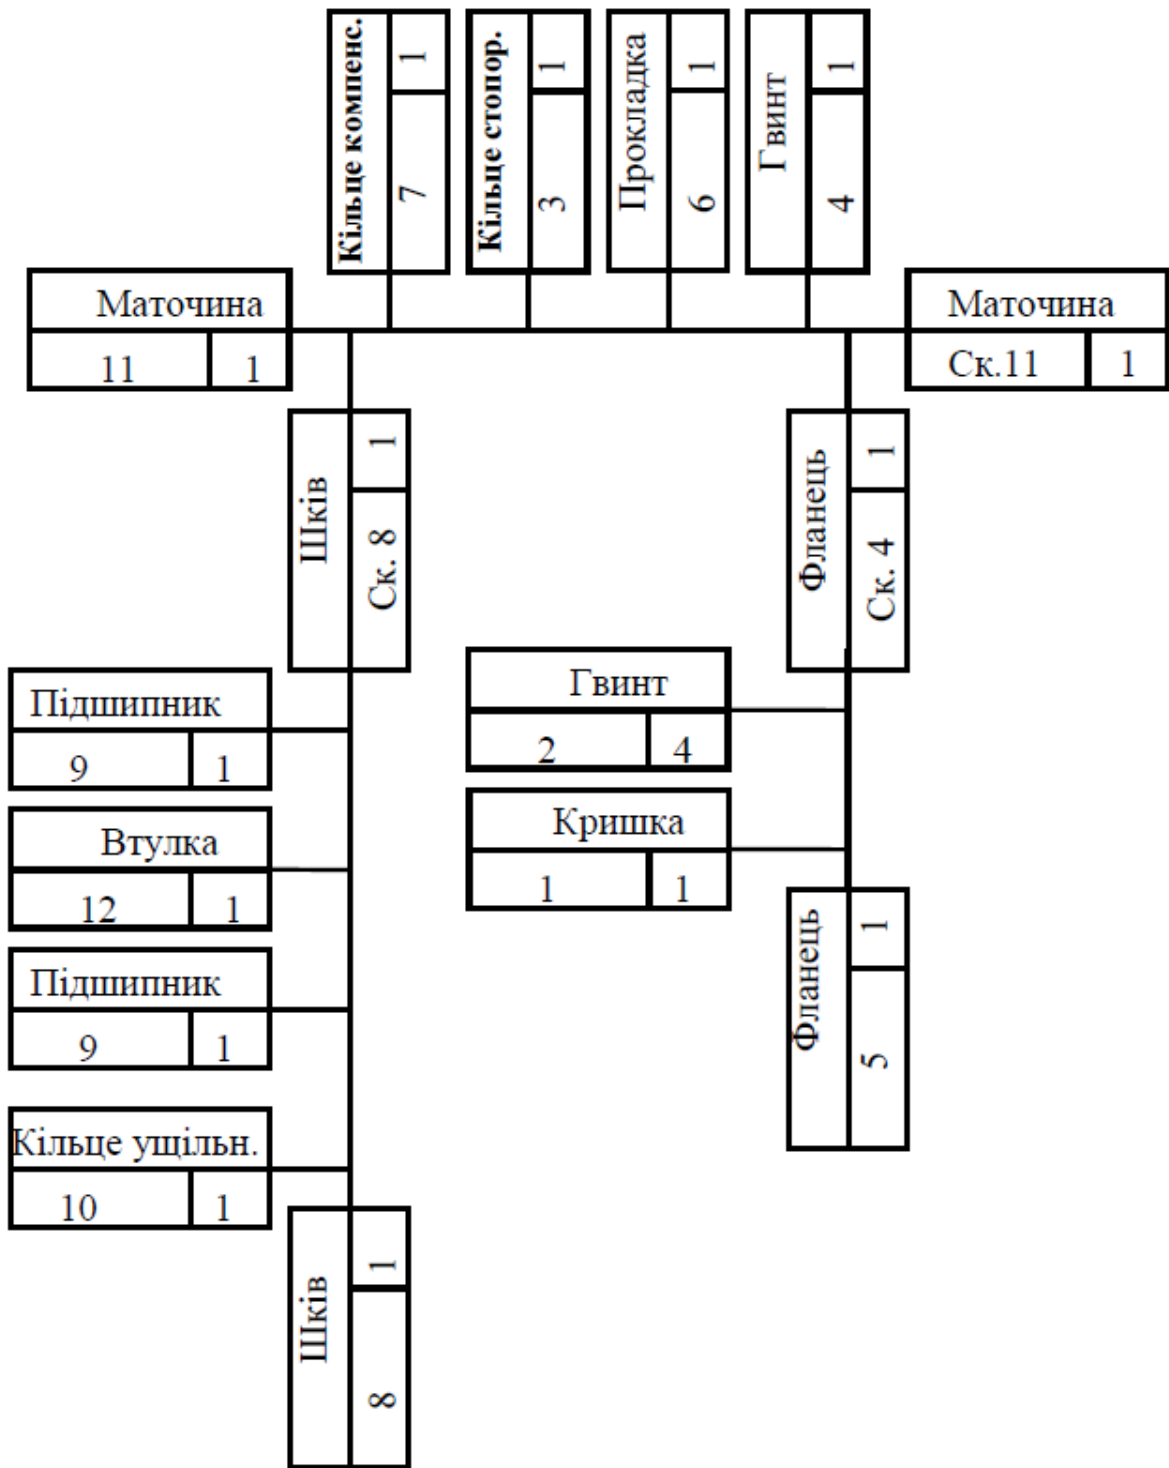 Кільце компенс.
1
7
Кільце стопор.
1
3
Прокладка
1
6
Гвинт
1
4
Маточина
11 1
Маточина
Ск.11 1
Шків
1
Ск. 8
Фланець
1
Ск. 4
Підшипник
9 1
Гвинт
2 4
Втулка
12 1
Кришка
1 1
Підшипник
9 1
Фланець
1
5
Кільце ущільн.
10 1
Шків
1
8